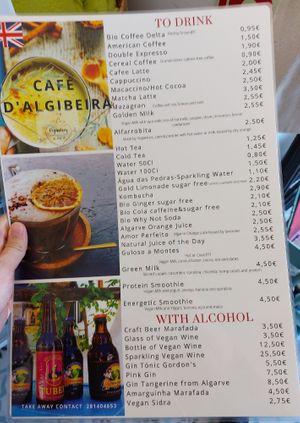 TO DRINK
Bio Coffee Delta 0,95€
American Coffee 1,50€
Double Expresso 1,90€
Cereal Coffee 0,90€
Cafee Latte 2,25€
Cappuccino 2,25€
Macaccino/Hot Cocoa 3,50€
Matcha Latte 2,55€
Mazagran 2,55€
Golden Milk 2,50€
Alfarrobita
Hot Tea 1,25€
Cold Tea 1,45€
Water 50Cl 0,80€
Water 100Cl 1,50€
Água das Pedras-Sparkling Water 1,10€
Gold Limonade sugar free 2,20€
Kombucha 2,90€
Bio Ginger sugar free 2,10€
Bio Cola caffeine&sugar free 2,10€
Bio Why Not Soda 2,50€
Algarve Orange Juice 2,50€
Amor Perfeito 2,50€
Natural Juice of the Day 3,55€
Guloso a Montes 4,50€
Green Milk 4,50€
Protein Smoothie 4,50€
Energetic Smoothie 4,50€
WITH ALCOHOL
Craft Beer Marafada 3,50€
Glass of Vegan Wine 3,50€
Bottle of Vegan Wine 12,50€
Sparkling Vegan Wine 25,50€
Gin Tónic Gordon's 5,50€
Pink Gin 7,50€
Gin Tangerine from Algarve 8,50€
Amarguinha Marafada 4,50€
Vegan Sidra 2,75€
CAFE
D'ALGIBEIRA
TAKE AWAY CONTACT 281404653